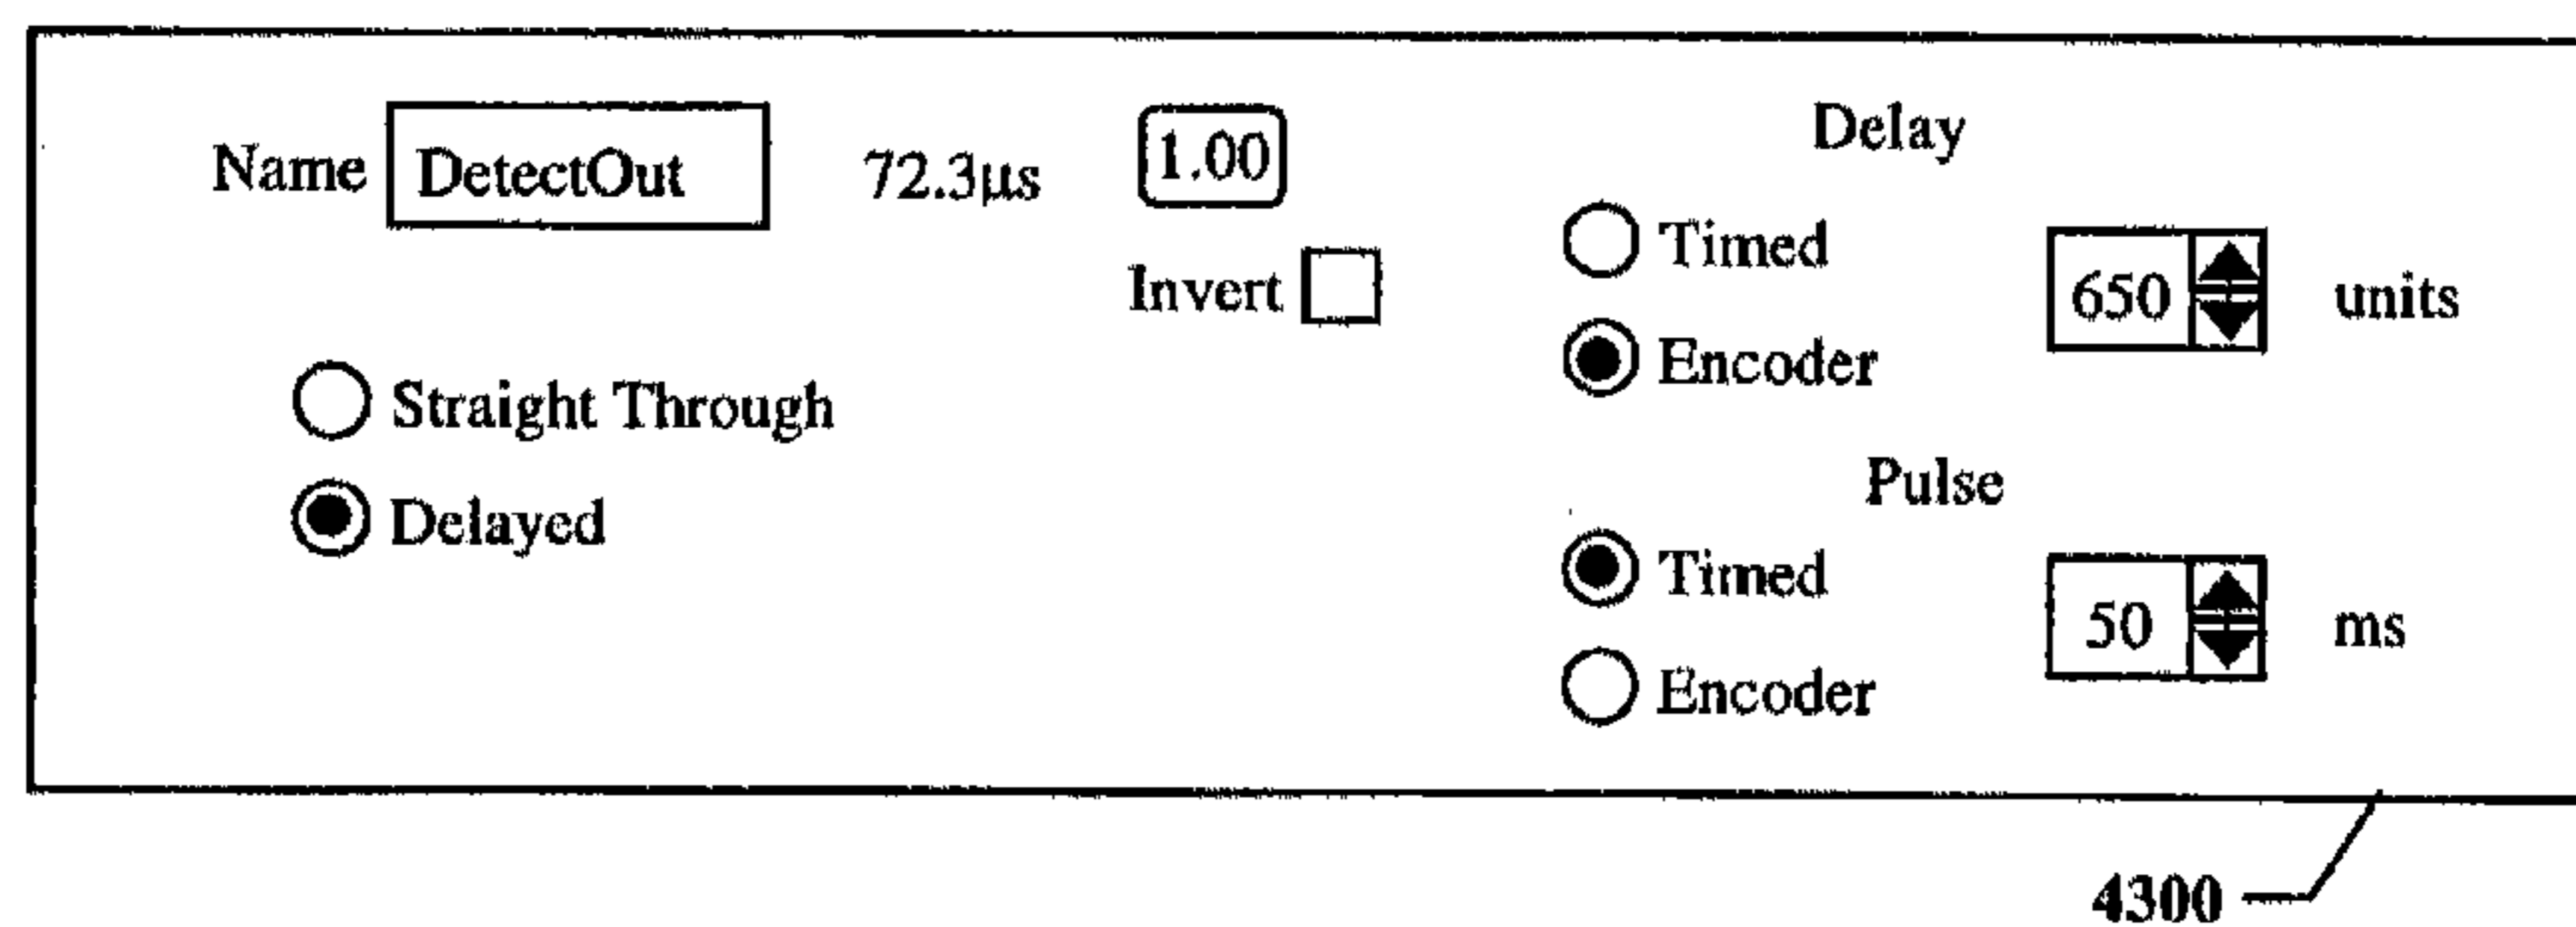 Name DetectOut 72.3μs 1.00
Invert
Straight Through
Delayed
Delay
Timed
Encoder
650 units
Pulse
Timed
Encoder
50 ms
4300